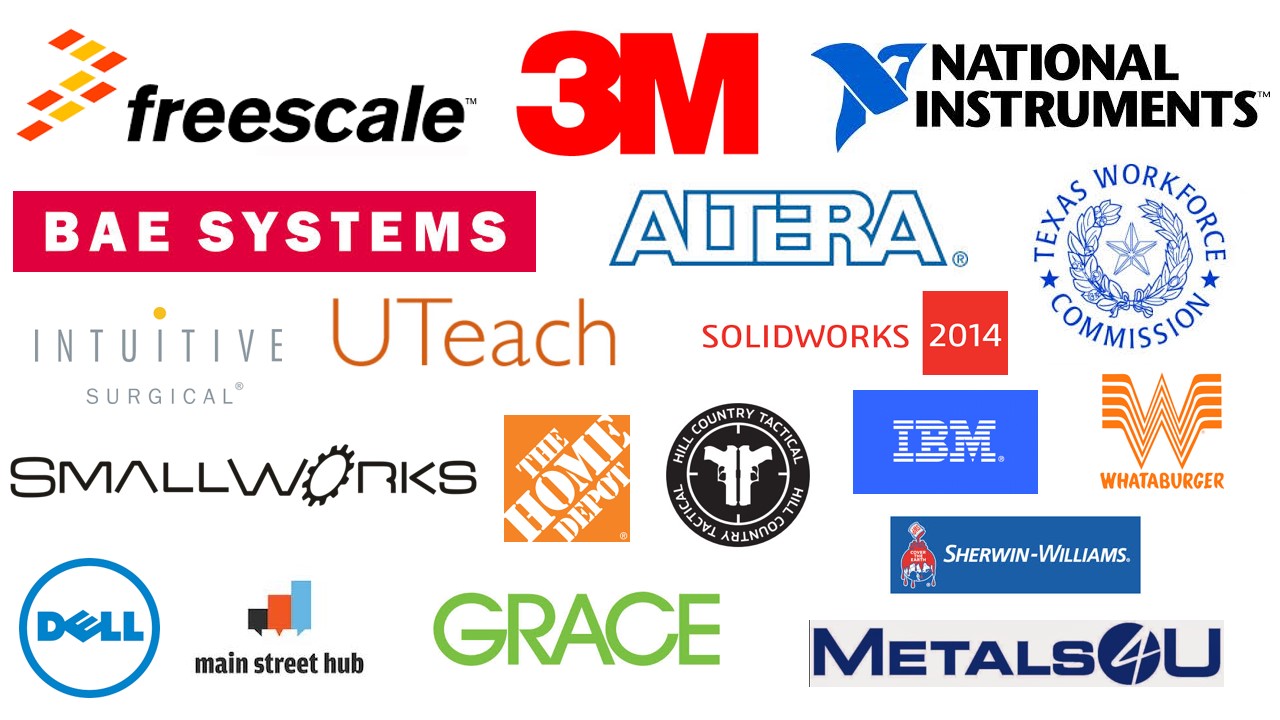 freescale™
3M
NATIONAL
INSTRUMENTS™
BAE SYSTEMS
ALTERA®
TEXAS WORKFORCE
COMMISSION
INTUITIVE
SURGICAL®
UTeach
SOLIDWORKS 2014
SMALLWORKS
THE
HOME
DEPOT®
HILL COUNTRY TACTICAL
HILL COUNTRY TACTICAL
IBM®
WHATABURGER
COVER
THE
EARTH
SHERWIN-WILLIAMS®
DELL
main street hub
GRACE
METALS4U